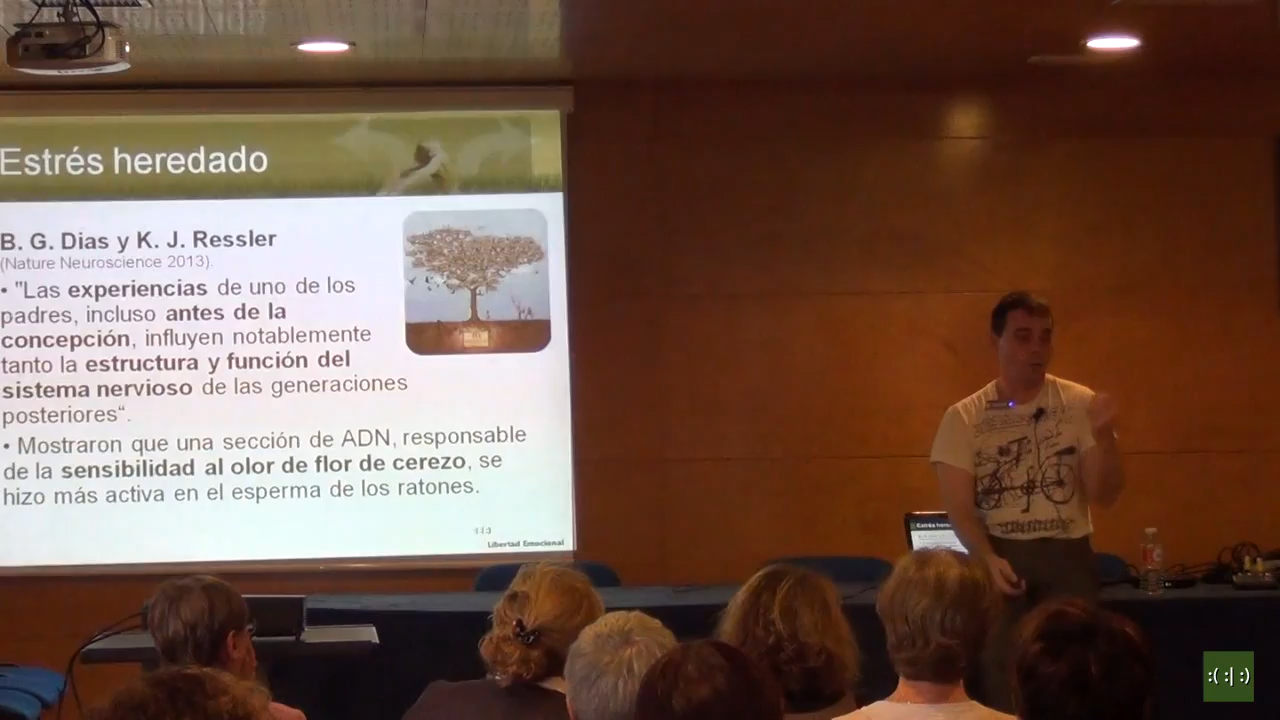 Estrés heredado
B. G. Dias y K. J. Ressler
(Nature Neuroscience 2013).
• "Las experiencias de uno de los
padres, incluso antes de la
concepción, influyen notablemente
tanto la estructura y función del
sistema nervioso de las generaciones
posteriores“.
• Mostraron que una sección de ADN, responsable
de la sensibilidad al olor de flor de cerezo, se
hizo más activa en el esperma de los ratones.
Libertad Emocional
:( :| :)